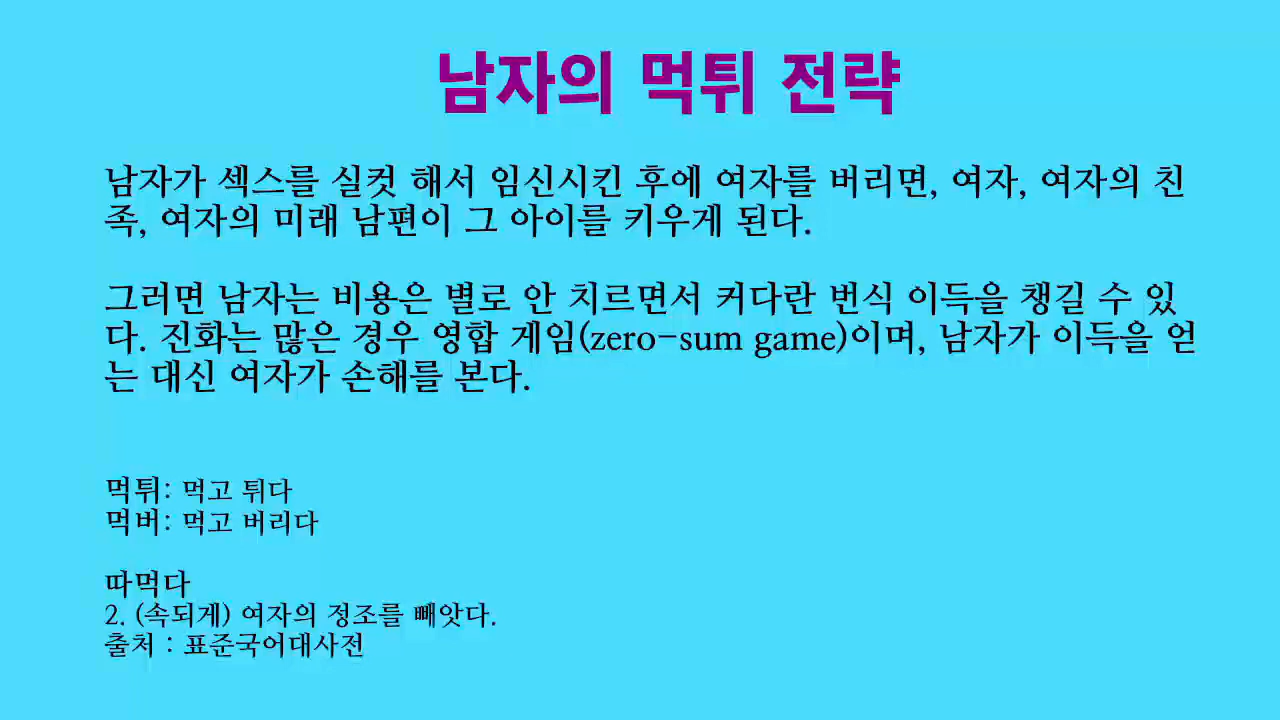 남자의 먹튀 전략
남자가 섹스를 실컷 해서 임신시킨 후에 여자를 버리면, 여자, 여자의 친
족, 여자의 미래 남편이 그 아이를 키우게 된다.
그러면 남자는 비용은 별로 안 치르면서 커다란 번식 이득을 챙길 수 있
다. 진화는 많은 경우 영합 게임(zero-sum game)이며, 남자가 이득을 얻
는 대신 여자가 손해를 본다.
먹튀: 먹고 튀다
먹버: 먹고 버리다
따먹다
2. (속되게) 여자의 정조를 빼앗다.
출처 : 표준국어대사전